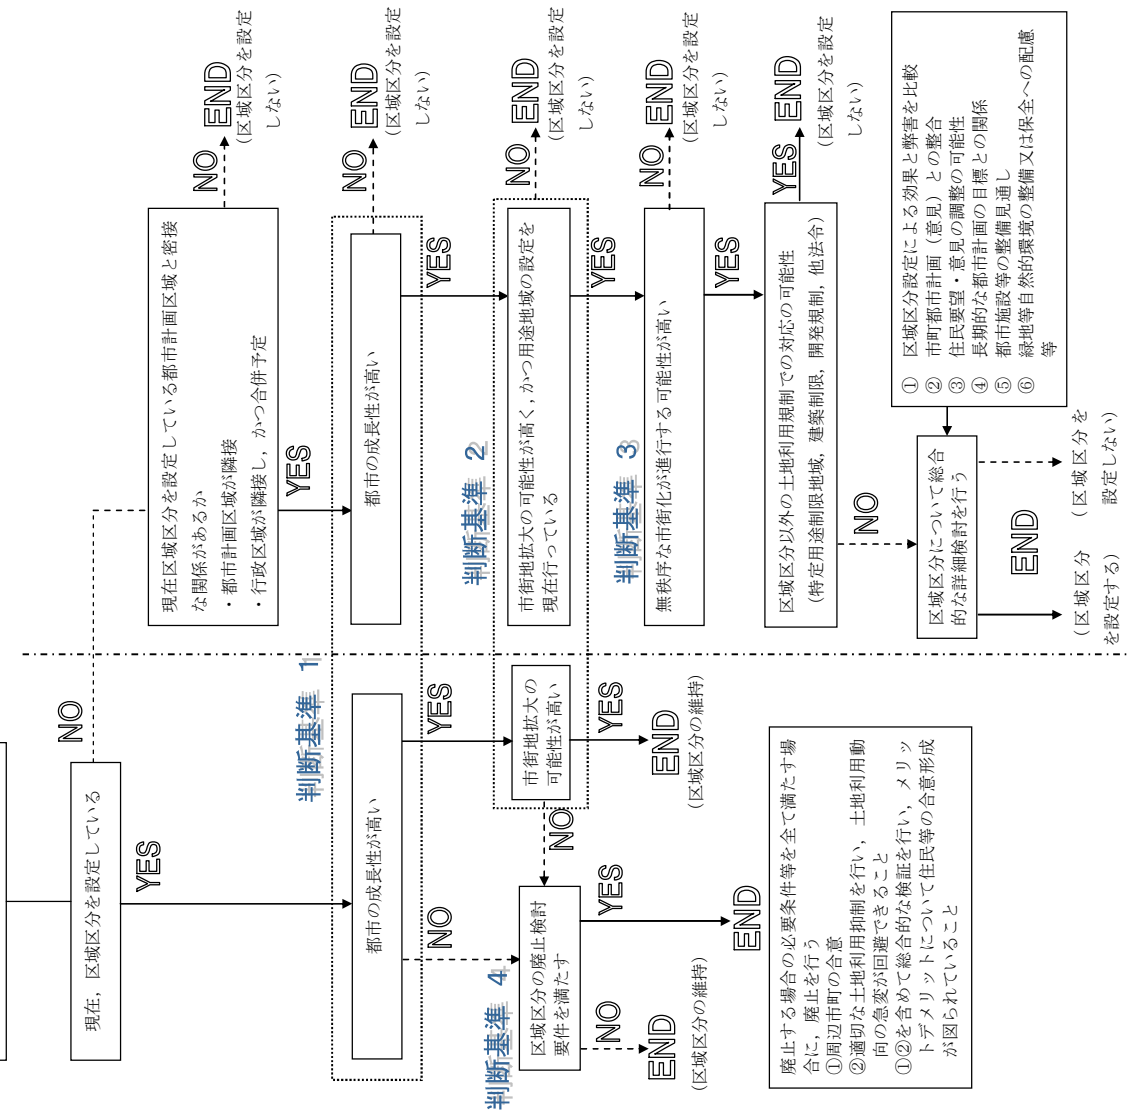 現在，区域区分を設定している
NO
YES
現在区域区分を設定している都市計画区域と密接
な関係があるか
・都市計画区域が隣接
・行政区域が隣接し，かつ合併予定
NO
END
(区域区分を設定
しない)
YES
判断基準 1
都市の成長性が高い
NO
YES
都市の成長性が高い
NO
END
(区域区分を設定
しない)
YES
判断基準 2
市街地拡大の
可能性が高い
NO
YES
END
(区域区分の維持)
市街地拡大の可能性が高く，かつ用途地域の設定を
現在行っている
NO
END
(区域区分を設定
しない)
YES
判断基準 4
区域区分の廃止検討
要件を満たす
NO
END
(区域区分の維持)
YES
END
判断基準 3
無秩序な市街化が進行する可能性が高い
NO
END
(区域区分を設定
しない)
YES
区域区分以外の土地利用規制での対応の可能性
(特定用途制限地域，建築制限，開発規制，他法令)
YES
END
(区域区分を設定
しない)
NO
廃止する場合の必要条件等を全て満たす場
合に，廃止を行う
①周辺市町の合意
②適切な土地利用抑制を行い，土地利用動
向の急変が回避できること
①②を含めて総合的な検証を行い，メリッ
トデメリットについて住民等の合意形成
が図られていること
区域区分について総合
的な詳細検討を行う
① 区域区分設定による効果と弊害を比較
② 市町都市計画（意見）との整合
③ 住民要望・意見の調整の可能性
④ 長期的な都市計画の目標との関係
⑤ 都市施設等の整備見通し
⑥ 緑地等自然的環境の整備又は保全への配慮
等
END
(区域区分
を設定する)
(区域区分を
設定しない)